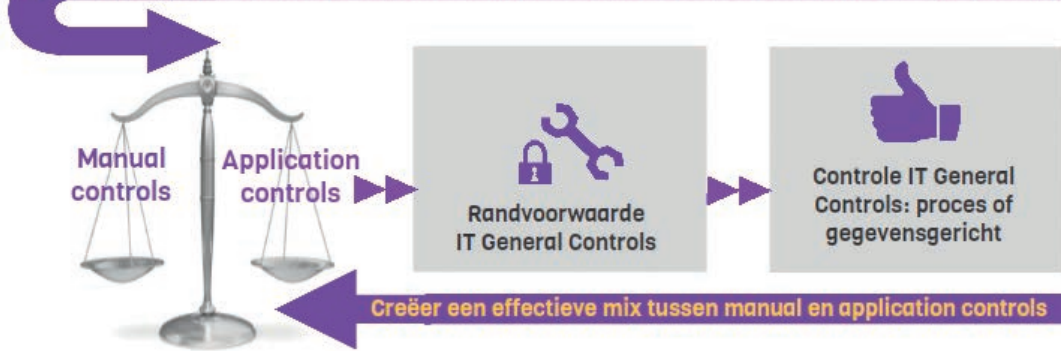 Manual
controls
Application
controls
Randvoorwaarde
IT General Controls
Controle IT General
Controls: proces of
gegevensgericht
Creëer een effectieve mix tussen manual en application controls